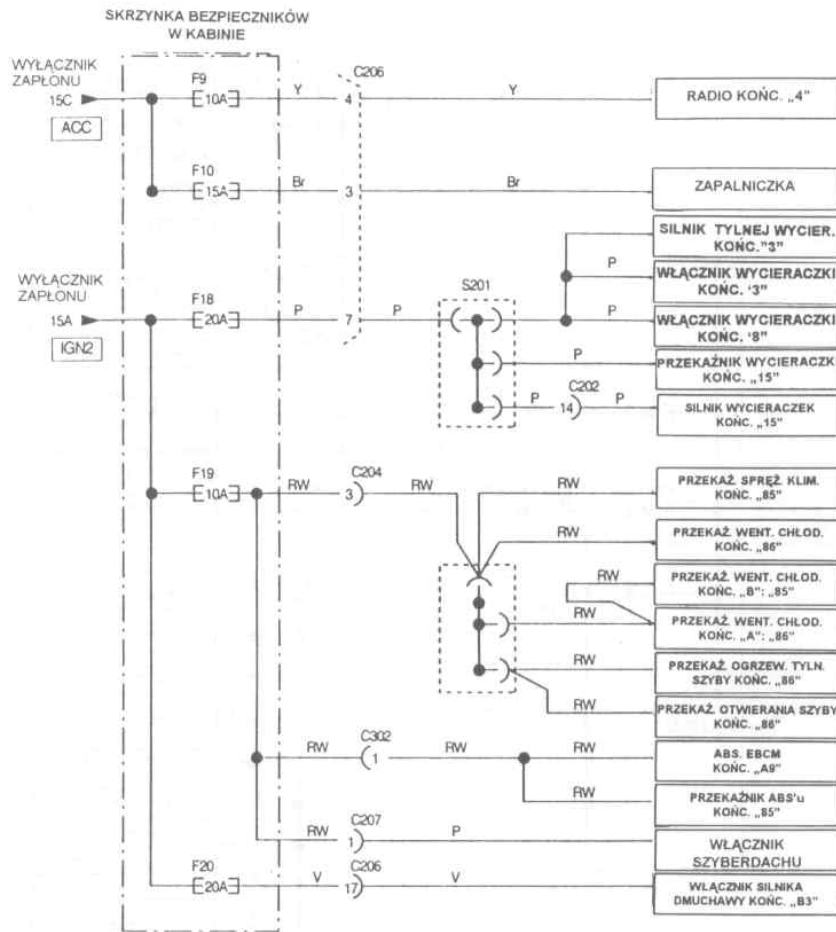 SKRZYNKA BEZPIECZNIKÓW
W KABINIE
WYŁĄCZNIK
ZAPŁONU
15C
ACC
F9
10A
Y
C206
4
Y
RADIO KOŃC. „4”
F10
15A
Br
3
Br
ZAPALNICZKA
SILNIK TYLNEJ WYCIER.
KOŃC."3"
P
WŁĄCZNIK WYCIERACZKI
KOŃC. ‘3”
WYŁĄCZNIK
ZAPŁONU
15A
IGN2
F18
20A
P
7
P
S201
P
WŁĄCZNIK WYCIERACZKI
KOŃC. ‘8”
P
PRZEKAŹNIK WYCIERACZKI
KOŃC. „15”
P
C202
14
P
SILNIK WYCIERACZEK
KOŃC. „15”
F19
10A
RW
C204
3
RW
RW
PRZEKAŹ. SPRĘŻ. KLIM.
KOŃC. „85”
RW
PRZEKAŹ. WENT. CHŁOD.
KOŃC. „86”
RW
PRZEKAŹ. WENT. CHŁOD.
KOŃC. „B”: „85”
RW
PRZEKAŹ. WENT. CHŁOD.
KOŃC. „A”: „86”
RW
PRZEKAŹ. OGRZEW. TYLN.
SZYBY KOŃC. „86”
RW
PRZEKAŹ. OTWIERANIA SZYBY
KOŃC. „86”
RW
C302
1
RW
RW
ABS. EBCM
KOŃC. „A9”
RW
PRZEKAŹNIK ABS'u
KOŃC. „85”
RW
C207
1
P
WŁĄCZNIK
SZYBERDACHU
F20
20A
V
C206
17
V
WŁĄCZNIK SILNIKA
DMUCHAWY KOŃC. „B3”